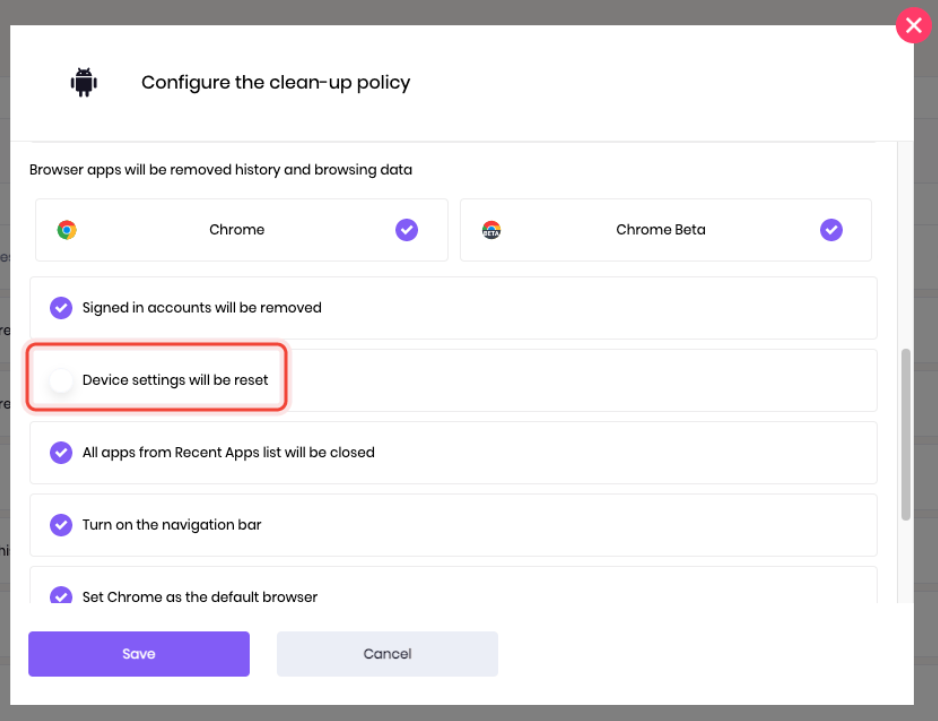 Configure the clean-up policy
Browser apps will be removed history and browsing data
Chrome
BETA
Chrome Beta
Signed in accounts will be removed
Device settings will be reset
All apps from Recent Apps list will be closed
Turn on the navigation bar
Set Chrome as the default browser
Save
Cancel